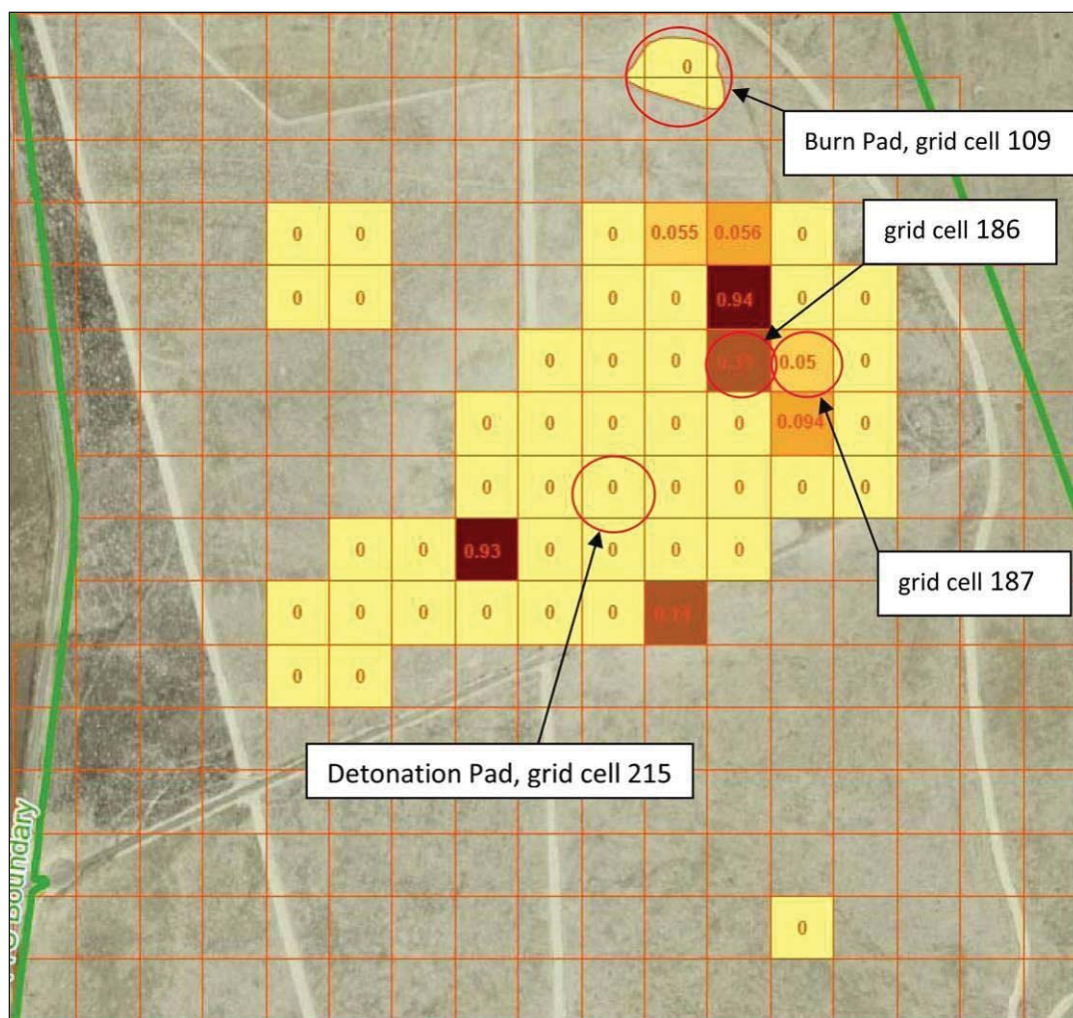 0
Burn Pad, grid cell 109
0 0 0 0.055 0.056 0
grid cell 186
0 0 0 0 0.94 0 0
0 0 0 0.05 0
0 0 0 0 0 0.094 0
0 0 0 0 0 0 0
0 0 0.93 0 0 0 0
grid cell 187
0 0 0 0 0 0
0 0
Detonation Pad, grid cell 215
Boundary
0